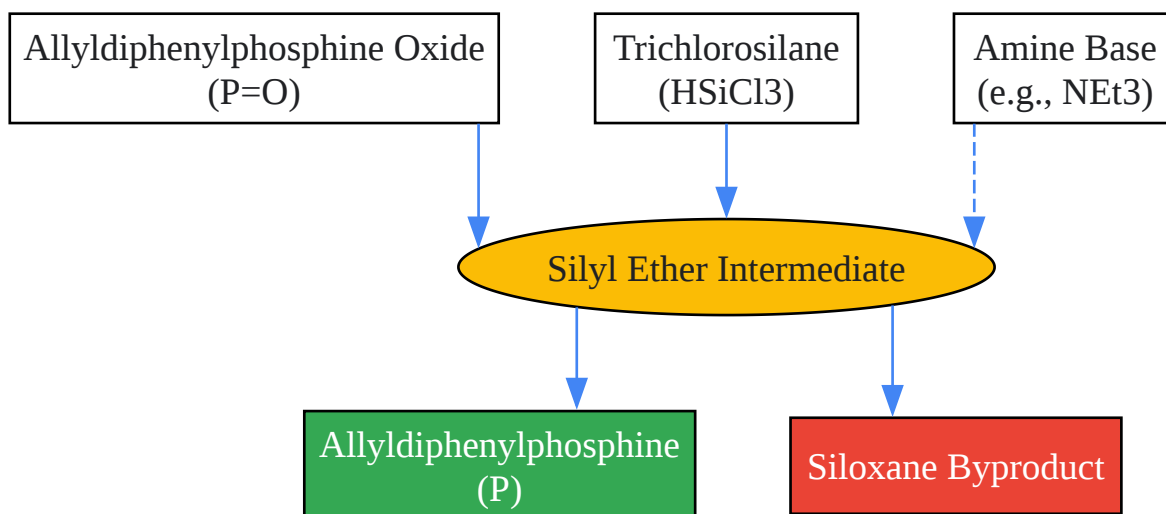 Allyldiphenylphosphine Oxide
(P=O)
Trichlorosilane
(HSiCl3)
Amine Base
(e.g., NEt3)
Silyl Ether Intermediate
Allyldiphenylphosphine
(P)
Siloxane Byproduct